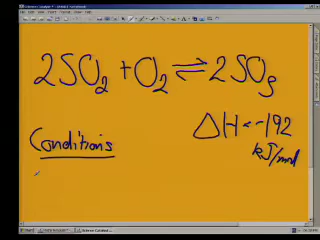 2SO₂ + O₂ ⇌ 2SO₃
ΔH = -192
kJ/mol
Conditions